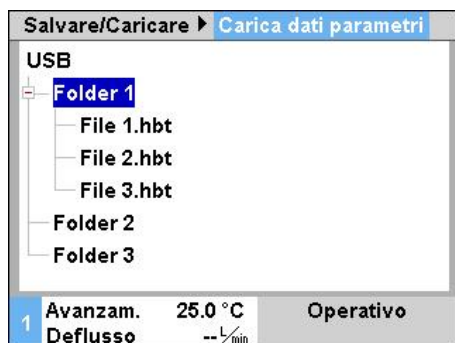 Salvare/Caricare ▶ Carica dati parametri
USB
Folder 1
File 1.hbt
File 2.hbt
File 3.hbt
Folder 2
Folder 3
1 Avanzam. 25.0 °C Operativo
Deflusso --L/min